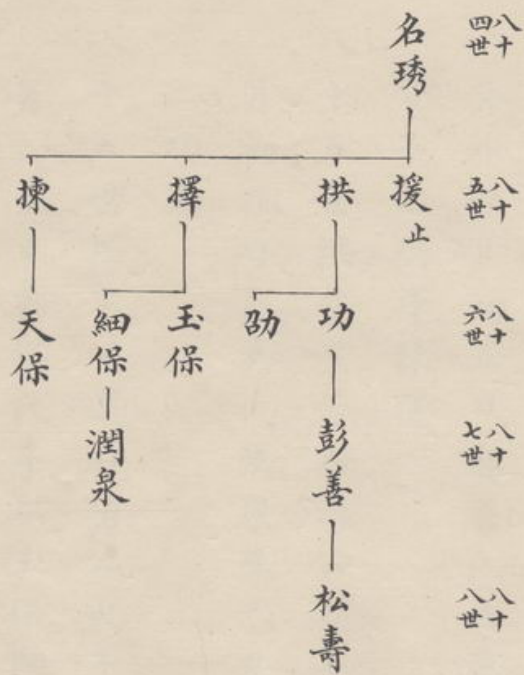 八十四世
名琇
八十五世
援止
拱
擇
揀
八十六世
功
劭
玉保
細保
天保
八十七世
彭善
潤泉
八十八世
松壽